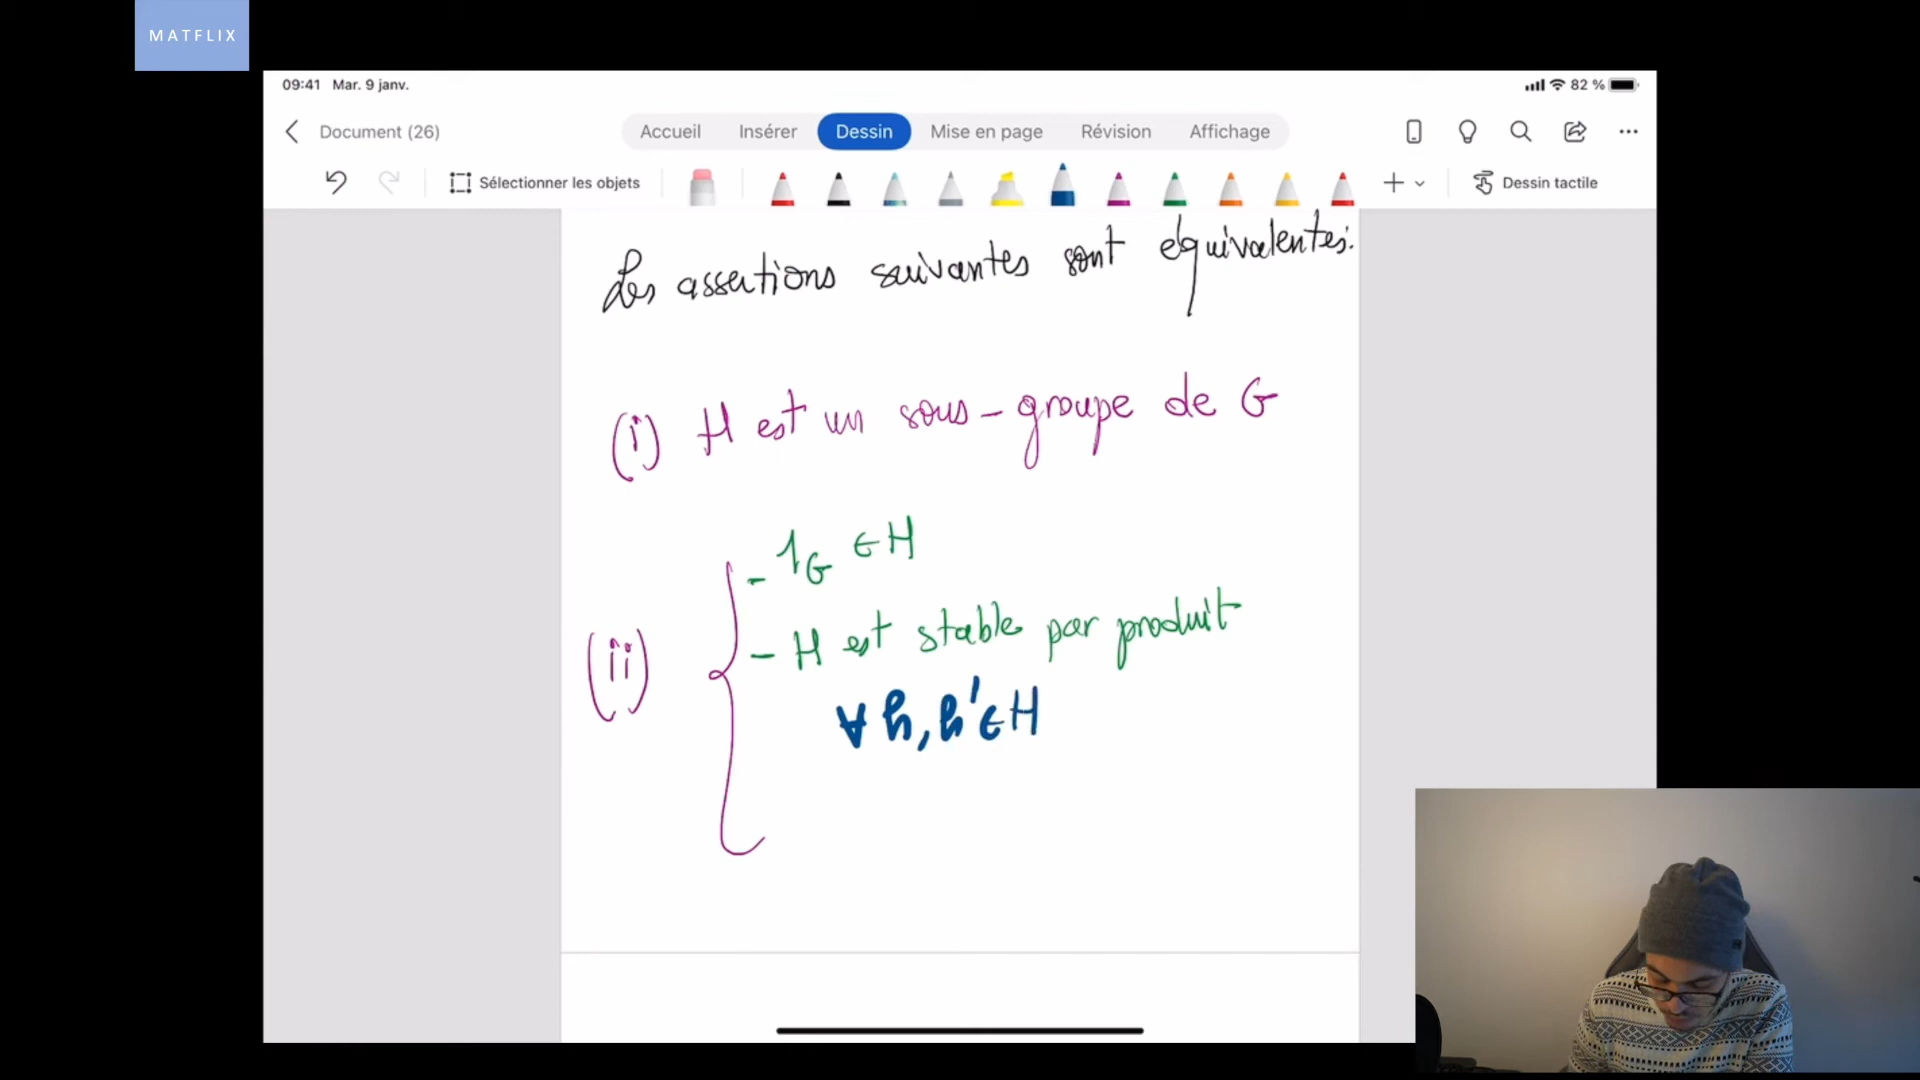 MATFLIX
09:41 Mar. 9 janv.
82 %
Document (26)
Accueil Insérer Dessin Mise en page Révision Affichage
Sélectionner les objets
Dessin tactile
Les assertions suivantes sont équivalentes:
(i) H est un sous-groupe de G
(ii)
- 1_G ∈ H
- H est stable par produit
∀ h, h' ∈ H